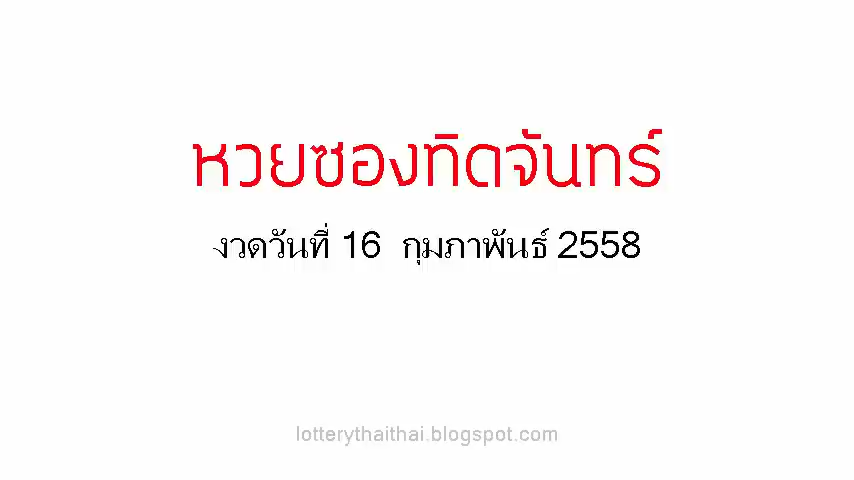 หวยซองทิดจันทร์
งวดวันที่ 16 กุมภาพันธ์ 2558
lotterythaithai.blogspot.com